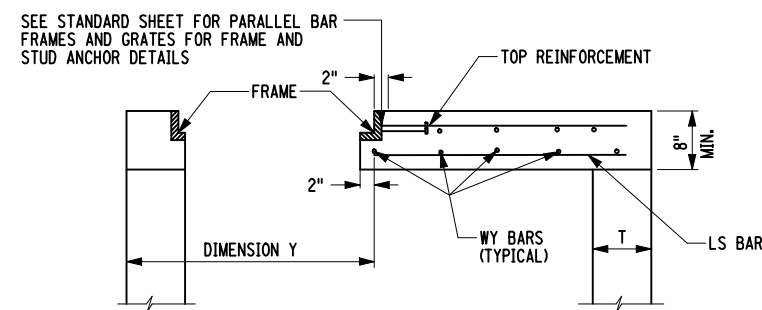 SEE STANDARD SHEET FOR PARALLEL BAR
FRAMES AND GRATES FOR FRAME AND
STUD ANCHOR DETAILS
2"
TOP REINFORCEMENT
FRAME
8"
MIN.
2"
DIMENSION Y
WY BARS
(TYPICAL)
T
LS BAR